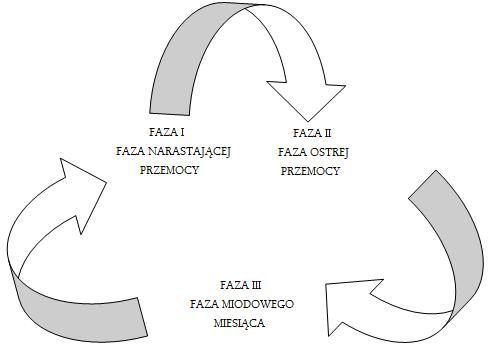 FAZA I
FAZA NARASTAJĄCEJ
PRZEMOCY
FAZA II
FAZA OSTREJ
PRZEMOCY
FAZA III
FAZA MIODOWEGO
MIESIĄCA